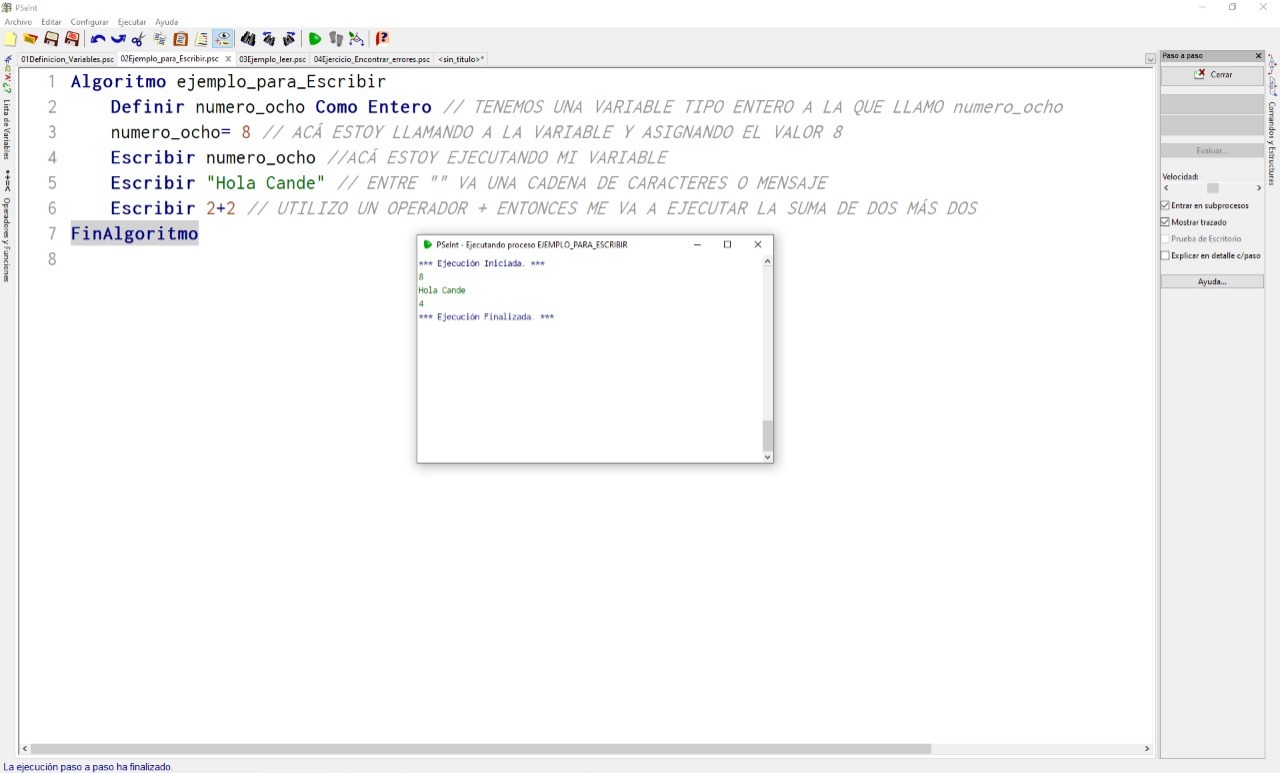 PSeInt
Archivo Editar Configurar Ejecutar Ayuda
01Definicion_Variables.psc 02Ejemplo_para_Escribir.psc 03Ejemplo_leer.psc 04Ejercicio_Encontrar_errores.psc <sin_titulo>*
Lista de Variables
*+=< Operadores y Funciones
1 Algoritmo ejemplo_para_Escribir
2 Definir numero_ocho Como Entero // TENEMOS UNA VARIABLE TIPO ENTERO A LA QUE LLAMO numero_ocho
3 numero_ocho= 8 // ACÁ ESTOY LLAMANDO A LA VARIABLE Y ASIGNANDO EL VALOR 8
4 Escribir numero_ocho //ACÁ ESTOY EJECUTANDO MI VARIABLE
5 Escribir "Hola Cande" // ENTRE "" VA UNA CADENA DE CARACTERES O MENSAJE
6 Escribir 2+2 // UTILIZO UN OPERADOR + ENTONCES ME VA A EJECUTAR LA SUMA DE DOS MÁS DOS
7 FinAlgoritmo
8
PSeInt - Ejecutando proceso EJEMPLO_PARA_ESCRIBIR
*** Ejecución Iniciada. ***
8
Hola Cande
4
*** Ejecución Finalizada. ***
Paso a paso
Cerrar
Evaluar...
Velocidad:
Entrar en subprocesos
Mostrar trazado
Prueba de Escritorio
Explicar en detalle c/paso
Ayuda...
Comandos y Estructuras
La ejecución paso a paso ha finalizado.